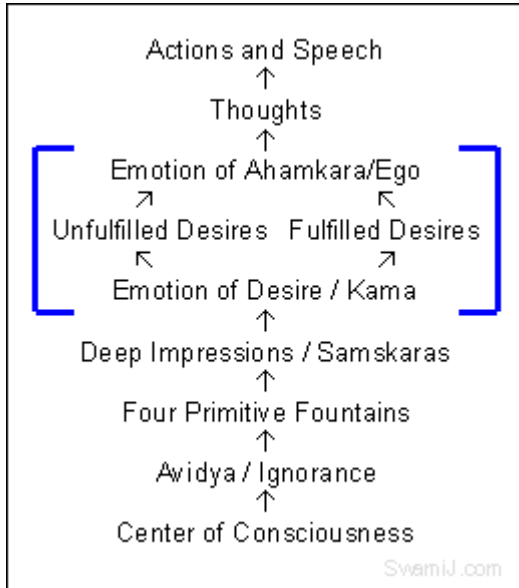 Actions and Speech
↑
Thoughts
↑
Emotion of Ahamkara/Ego
↗ ↖
Unfulfilled Desires Fulfilled Desires
↖ ↗
Emotion of Desire / Kama
↑
Deep Impressions / Samskaras
↑
Four Primitive Fountains
↑
Avidya / Ignorance
↑
Center of Consciousness
SwamiJ.com